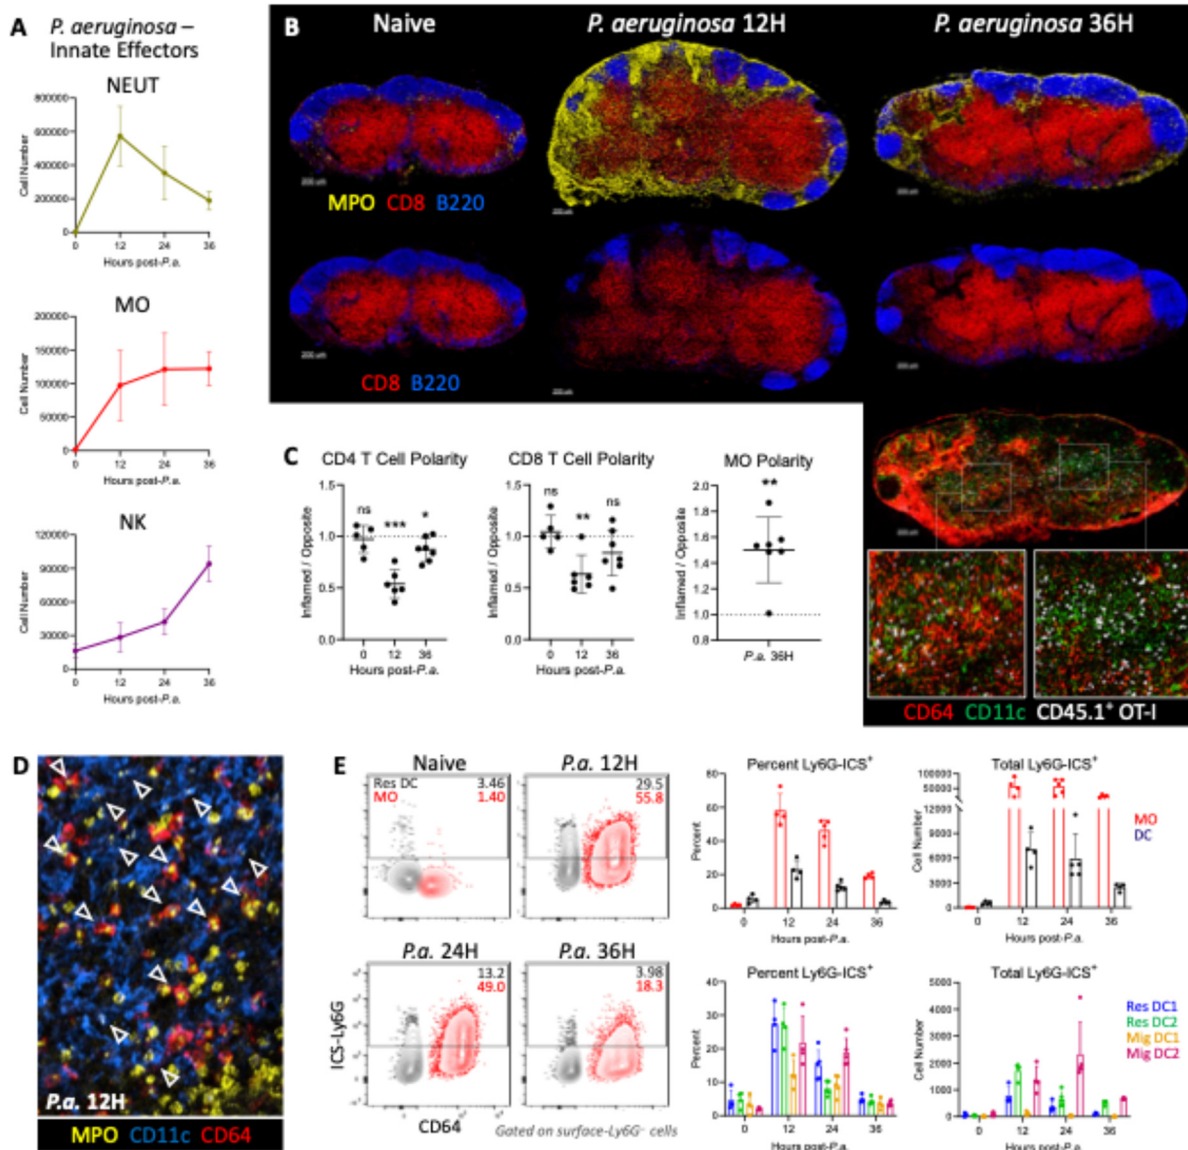 A
P. aeruginosa –
Innate Effectors
NEUT
800000
600000
400000
200000
0
Cell Number
0 12 24 36
Hours post-P.a.
MO
200000
150000
100000
50000
0
Cell Number
0 12 24 36
Hours post-P.a.
NK
120000
90000
60000
30000
0
Cell Number
0 12 24 36
Hours post-P.a.
B
Naive
P. aeruginosa 12H
P. aeruginosa 36H
MPO CD8 B220
CD8 B220
CD64 CD11c CD45.1+ OT-I
C
CD4 T Cell Polarity
1.5
1.0
0.5
0.0
Inflamed / Opposite
ns *** *
0 12 36
Hours post-P.a.
CD8 T Cell Polarity
1.5
1.0
0.5
0.0
Inflamed / Opposite
ns ** ns
0 12 36
Hours post-P.a.
MO Polarity
2.0
1.8
1.6
1.4
1.2
1.0
0.8
Inflamed / Opposite
**
P.a. 36H
D
P.a. 12H
MPO CD11c CD64
E
Naive
Res DC 3.46
MO 1.40
P.a. 12H
29.5
55.8
P.a. 24H
13.2
49.0
P.a. 36H
3.98
18.3
ICS-Ly6G
CD64
Gated on surface-Ly6G- cells
Percent Ly6G-ICS+
80
60
40
20
0
Percent
0 12 24 36
Hours post-P.a.
Total Ly6G-ICS+
100000
50000
12000
9000
6000
3000
0
Cell Number
0 12 24 36
Hours post-P.a.
MO
DC
Percent Ly6G-ICS+
40
30
20
10
0
Percent
0 12 24 36
Hours post-P.a.
Total Ly6G-ICS+
5000
4000
3000
2000
1000
0
Cell Number
0 12 24 36
Hours post-P.a.
Res DC1
Res DC2
Mig DC1
Mig DC2